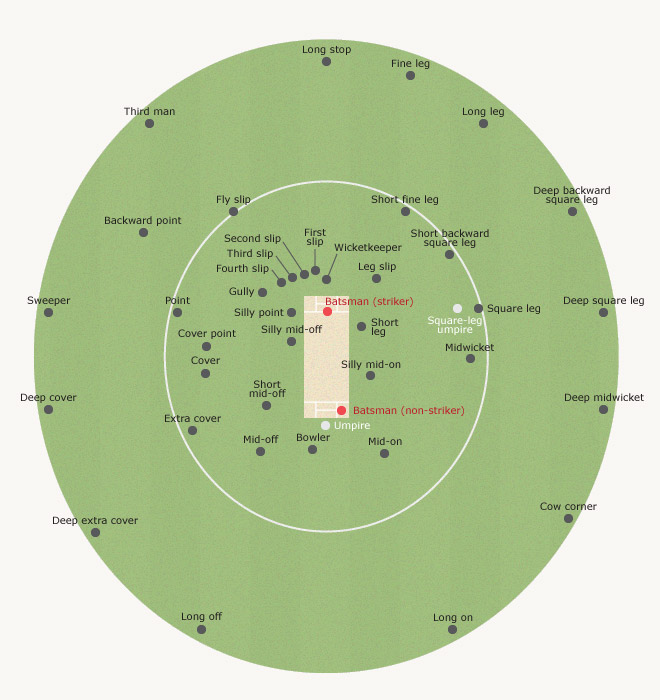 Long stop
Fine leg
Third man
Long leg
Deep backward
square leg
Fly slip
Short fine leg
Backward point
Short backward
square leg
First
slip
Second slip
Wicketkeeper
Third slip
Fourth slip
Leg slip
Gully
Sweeper
Point
Batsman (striker)
Deep square leg
Silly point
Square leg
Square-leg
umpire
Short
leg
Silly mid-off
Cover point
Midwicket
Cover
Silly mid-on
Short
mid-off
Deep cover
Deep midwicket
Batsman (non-striker)
Extra cover
Umpire
Mid-off
Bowler
Mid-on
Cow corner
Deep extra cover
Long off
Long on